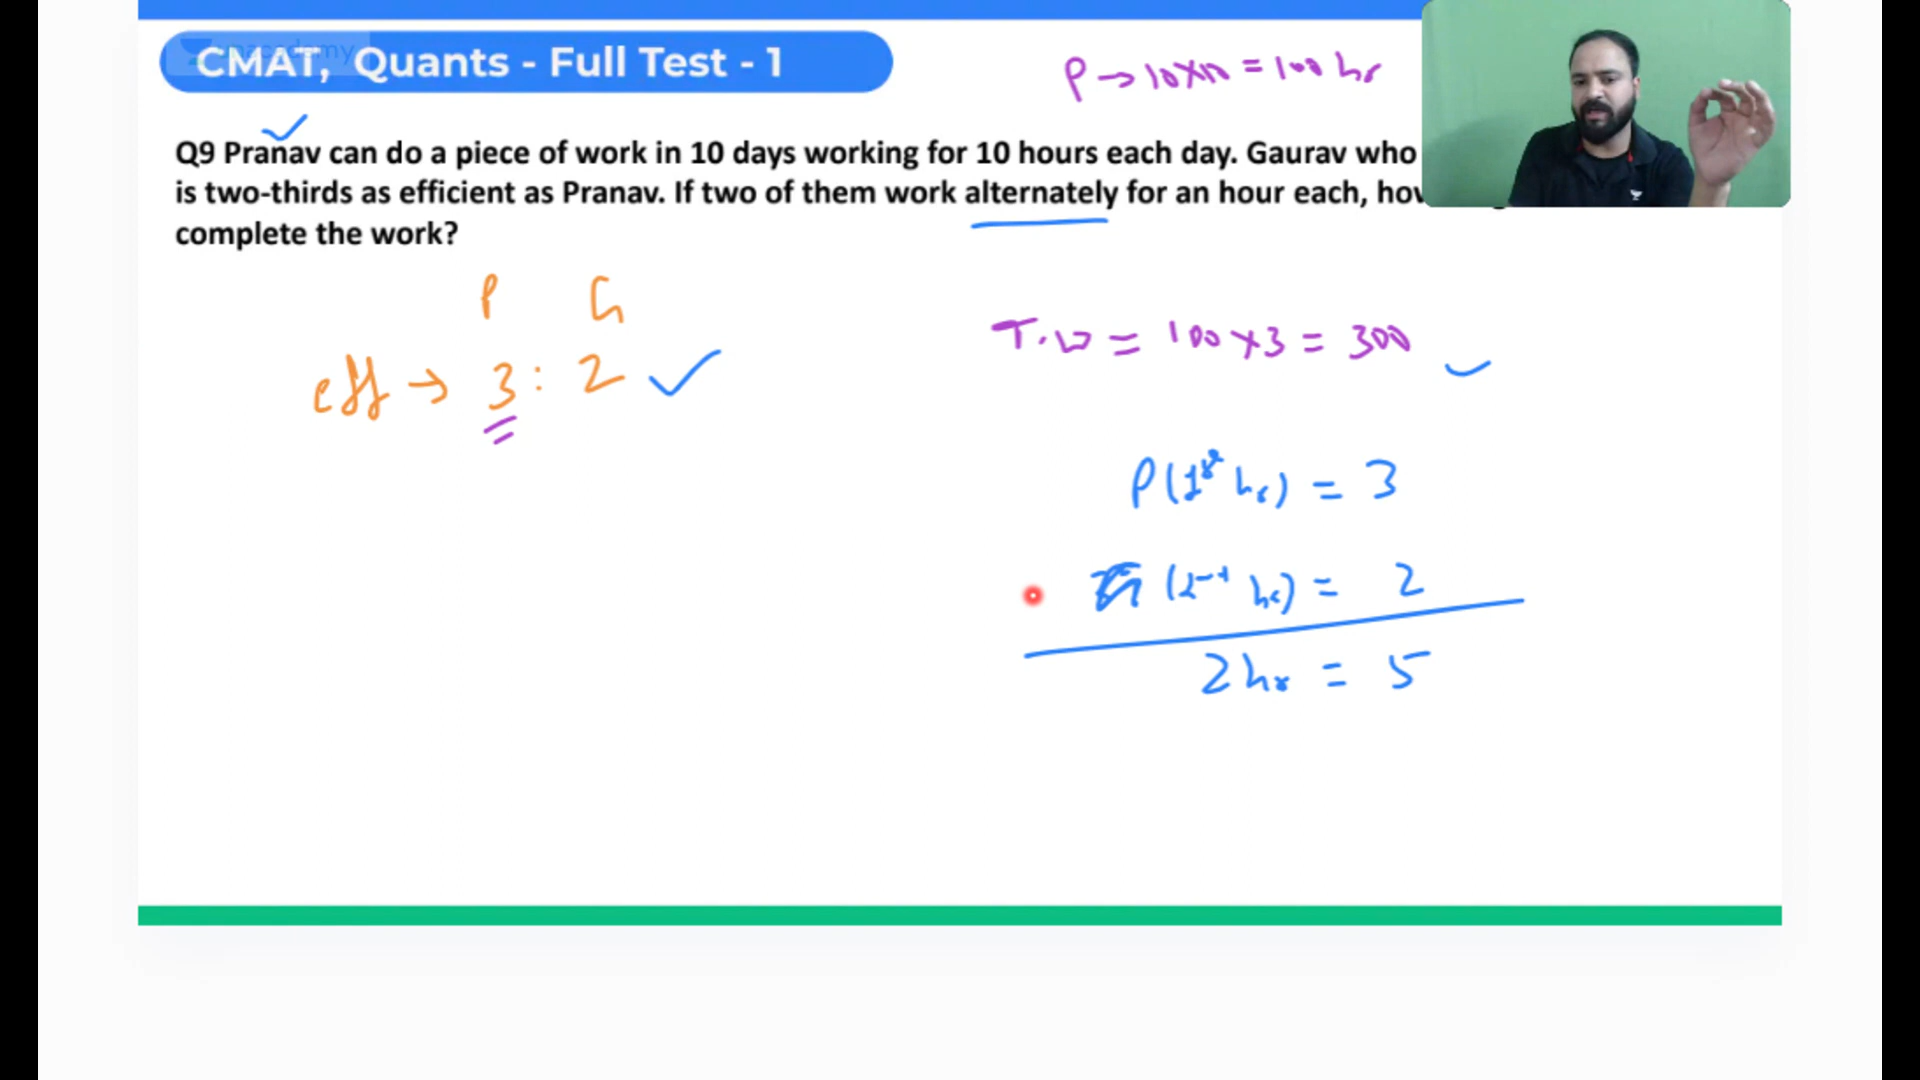 CMAT, Quants - Full Test - 1
P → 10×10 = 100 hr
Q9 Pranav can do a piece of work in 10 days working for 10 hours each day. Gaurav who
is two-thirds as efficient as Pranav. If two of them work alternately for an hour each,
complete the work?
P G
eff → 3 : 2
T.W = 100 × 3 = 300
P (1st hr) = 3
G (2nd hr) = 2
2 hr = 5